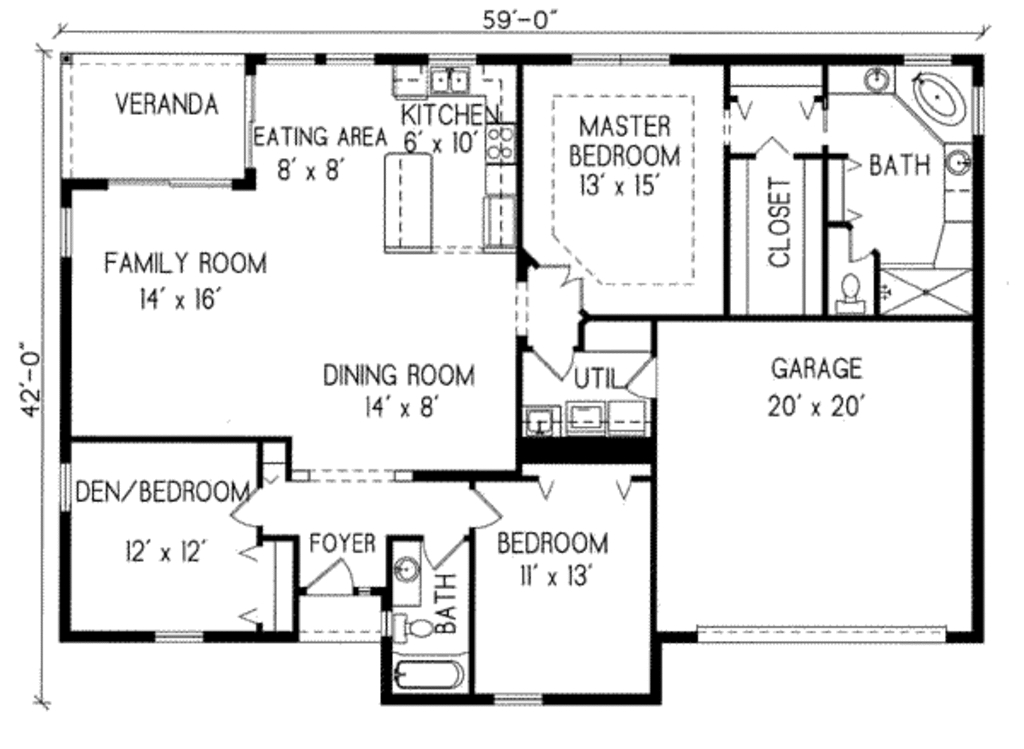 59'-0"
VERANDA
EATING AREA
8' x 8'
KITCHEN
6' x 10'
MASTER
BEDROOM
13' x 15'
CLOSET
BATH
FAMILY ROOM
14' x 16'
DINING ROOM
14' x 8'
UTIL
GARAGE
20' x 20'
42'-0"
DEN/BEDROOM
12' x 12'
FOYER
BATH
BEDROOM
11' x 13'